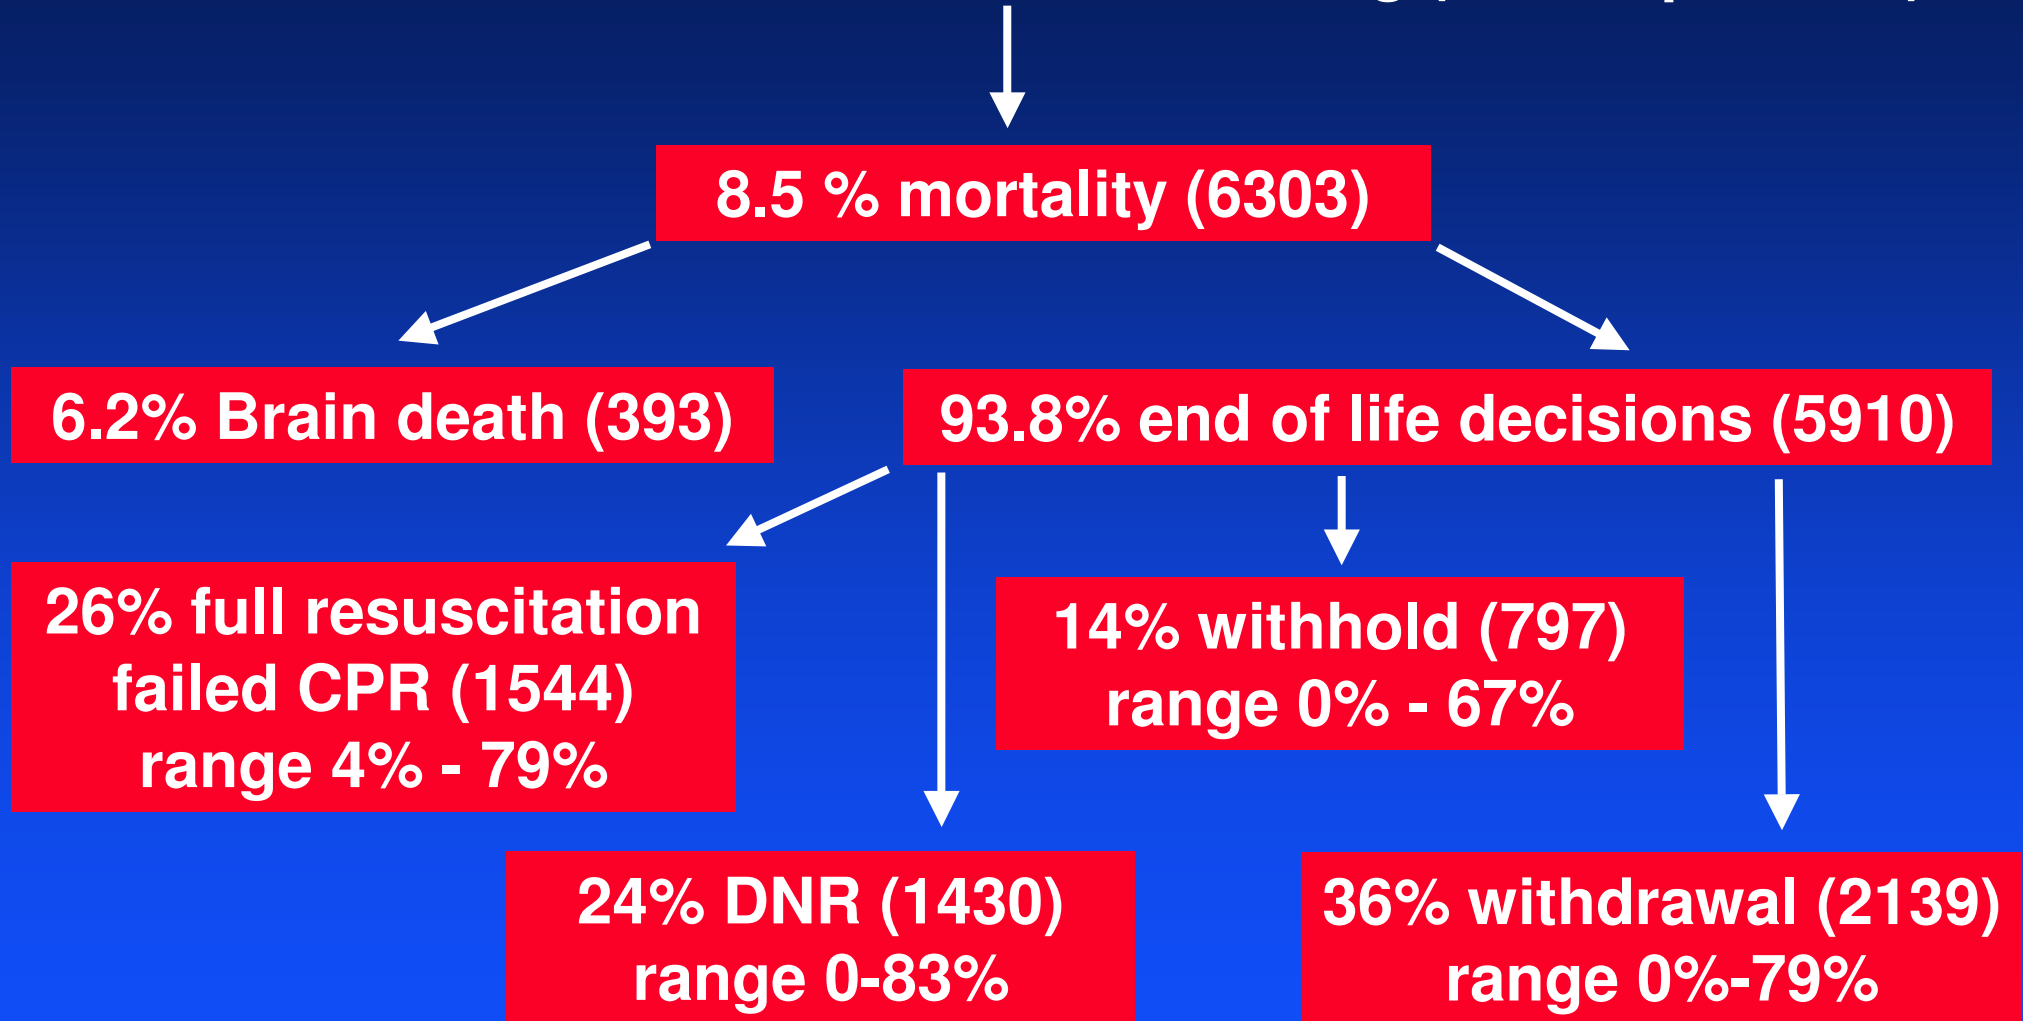 8.5 % mortality (6303)
6.2% Brain death (393)
93.8% end of life decisions (5910)
26% full resuscitation
failed CPR (1544)
range 4% - 79%
14% withhold (797)
range 0% - 67%
24% DNR (1430)
range 0-83%
36% withdrawal (2139)
range 0%-79%